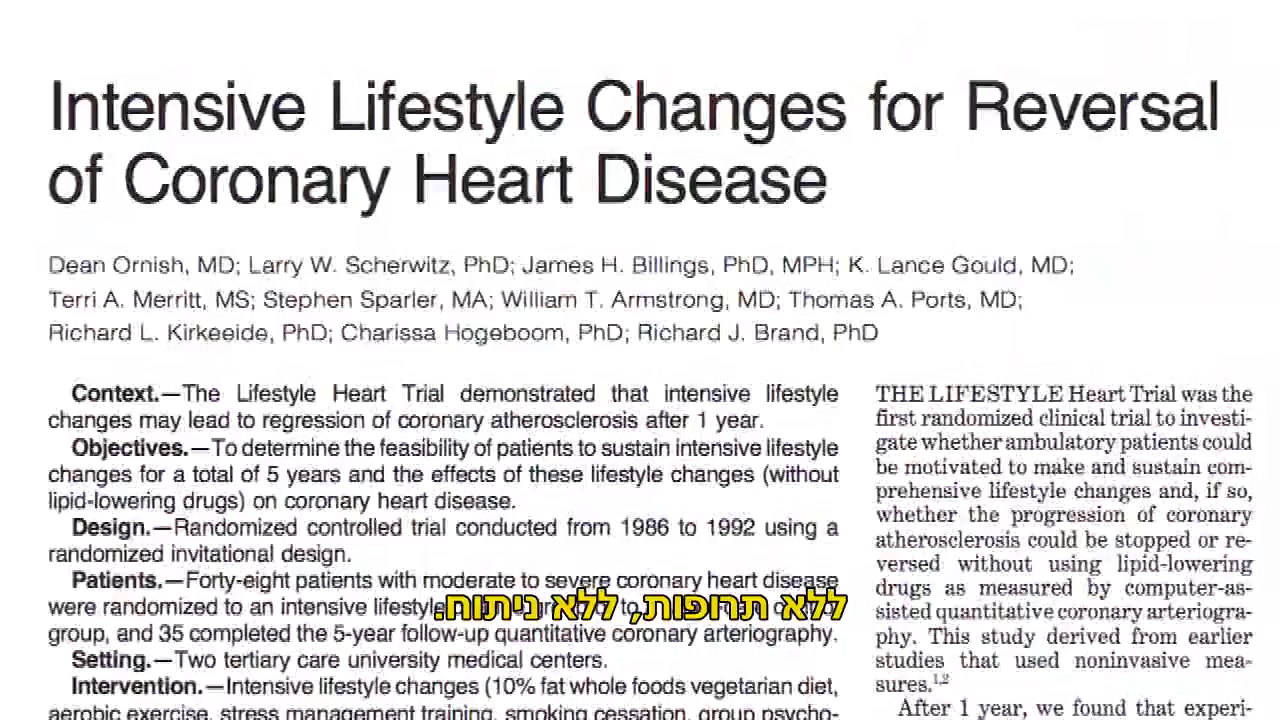 Intensive Lifestyle Changes for Reversal
of Coronary Heart Disease
Dean Ornish, MD; Larry W. Scherwitz, PhD; James H. Billings, PhD, MPH; K. Lance Gould, MD;
Terri A. Merritt, MS; Stephen Sparler, MA; William T. Armstrong, MD; Thomas A. Ports, MD;
Richard L. Kirkeeide, PhD; Charissa Hogeboom, PhD; Richard J. Brand, PhD
Context.—The Lifestyle Heart Trial demonstrated that intensive lifestyle
changes may lead to regression of coronary atherosclerosis after 1 year.
Objectives.—To determine the feasibility of patients to sustain intensive lifestyle
changes for a total of 5 years and the effects of these lifestyle changes (without
lipid-lowering drugs) on coronary heart disease.
Design.—Randomized controlled trial conducted from 1986 to 1992 using a
randomized invitational design.
Patients.—Forty-eight patients with moderate to severe coronary heart disease
were randomized to an intensive lifestyle to
group, and 35 completed the 5-year follow-up quantitative coronary arteriography.
Setting.—Two tertiary care university medical centers.
Intervention.—Intensive lifestyle changes (10% fat whole foods vegetarian diet,
aerobic exercise, stress management training, smoking cessation, group psycho-
THE LIFESTYLE Heart Trial was the
first randomized clinical trial to investi-
gate whether ambulatory patients could
be motivated to make and sustain com-
prehensive lifestyle changes and, if so,
whether the progression of coronary
atherosclerosis could be stopped or re-
versed without using lipid-lowering
drugs as measured by computer-as-
sisted quantitative coronary arteriogra-
phy. This study derived from earlier
studies that used noninvasive mea-
sures.1,2
After 1 year, we found that experi-
ללא תרופות, ללא ניתוח.